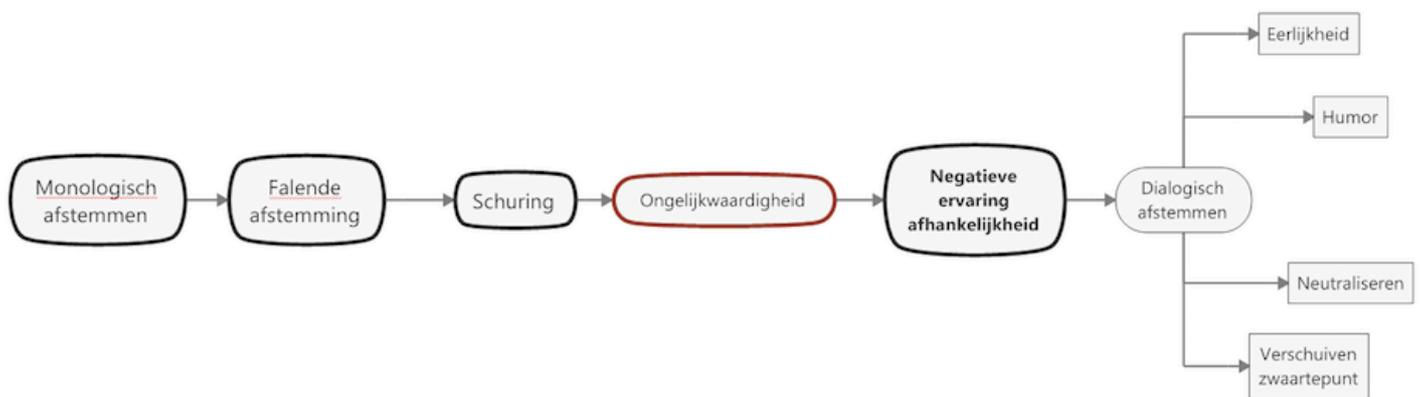 Monologisch
afstemmen
Falende
afstemming
Schuring
Ongelijkwaardigheid
Negatieve
ervaring
afhankelijkheid
Dialogisch
afstemmen
Eerlijkheid
Humor
Neutraliseren
Verschuiven
zwaartepunt